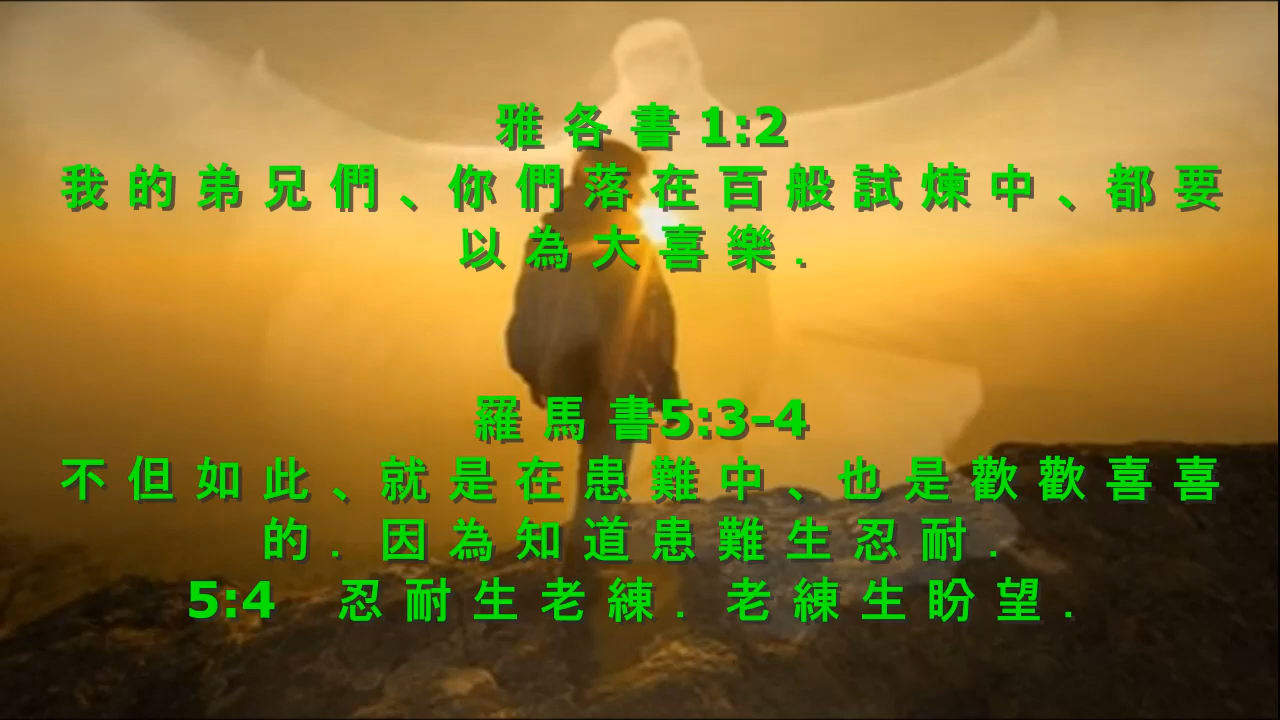 雅 各 書 1:2
我 的 弟 兄 們 、你 們 落 在 百 般 試 煉 中 、都 要
以 為 大 喜 樂 .
羅 馬 書5:3-4
不 但 如 此 、就 是 在 患 難 中 、也 是 歡 歡 喜 喜
的 . 因 為 知 道 患 難 生 忍 耐 .
5:4 忍 耐 生 老 練 . 老 練 生 盼 望 .